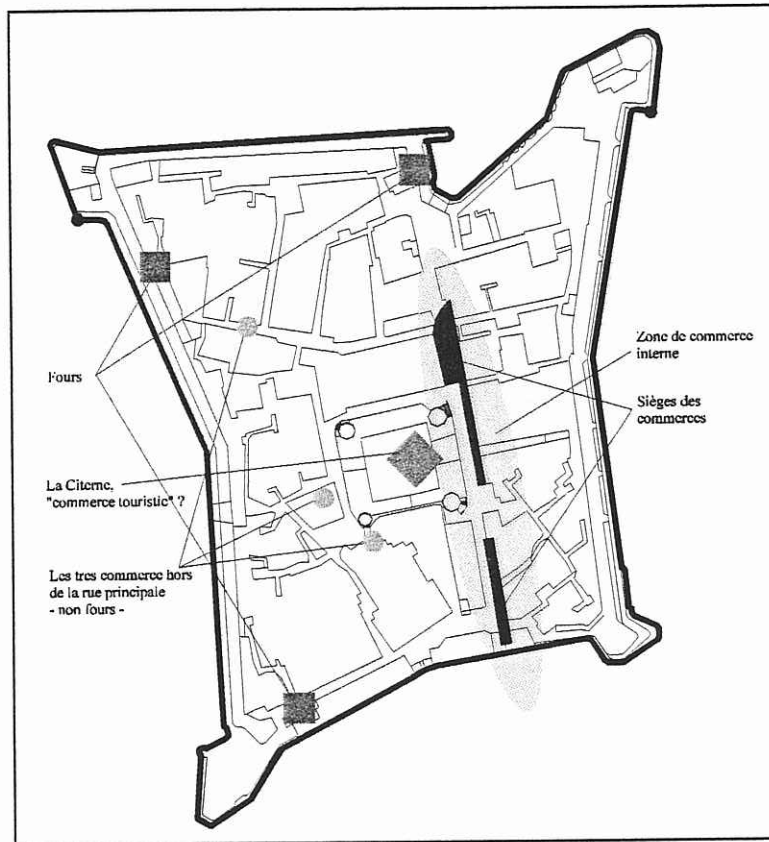 Zone de commerce
interne
Fours
Sièges des
commerces
La Citerne,
"commerce touristic" ?
Les tres commerce hors
de la rue principale
- non fours -